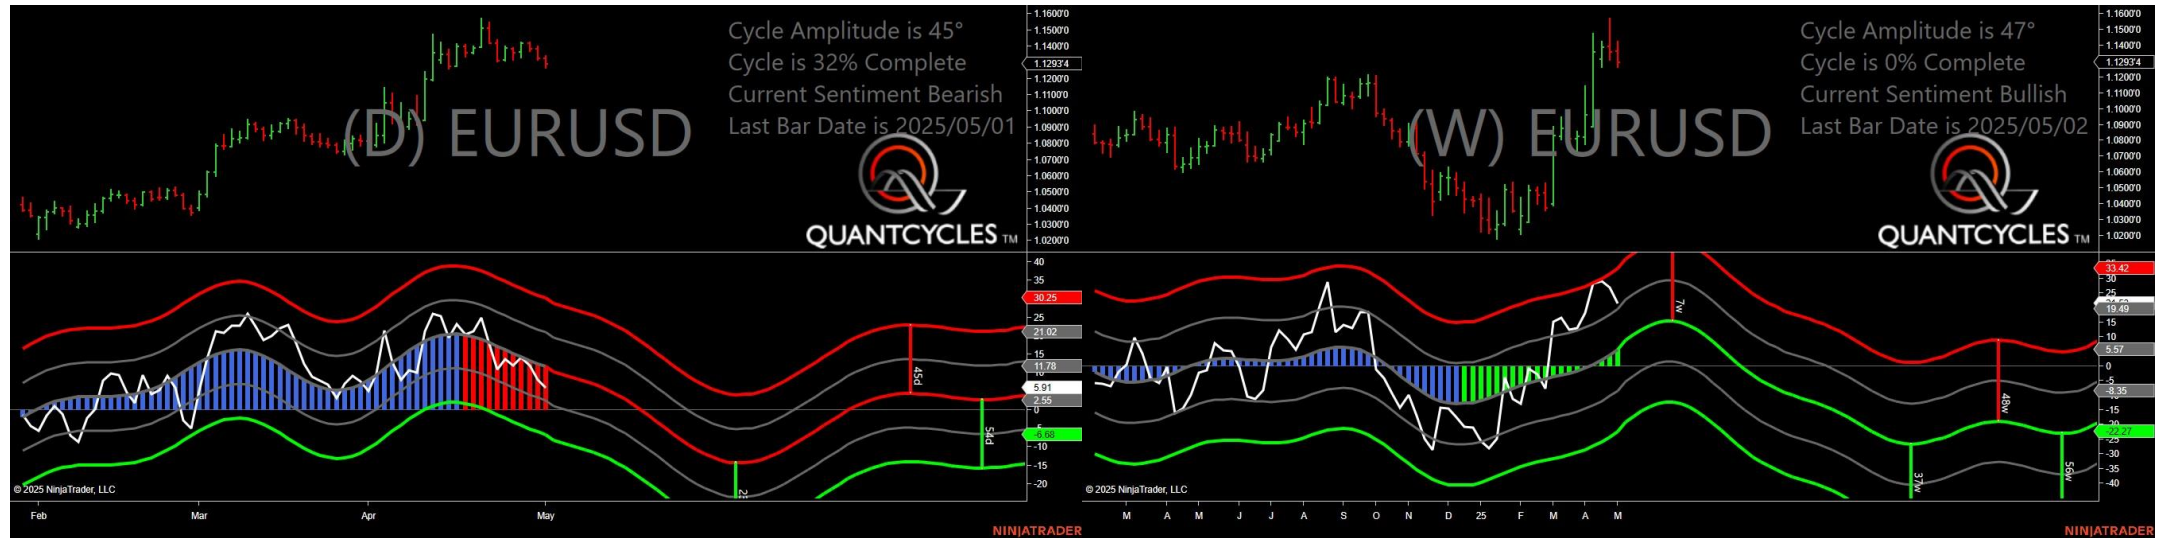 Cycle Amplitude is 45°
Cycle is 32% Complete
Current Sentiment Bearish
Last Bar Date is 2025/05/01
(D) EURUSD
QUANTCYCLES TM
1.1600'0
1.1500'0
1.1400'0
1.1293'4
1.1200'0
1.1100'0
1.1000'0
1.0900'0
1.0800'0
1.0700'0
1.0600'0
1.0500'0
1.0400'0
1.0300'0
1.0200'0
40
35
30.25
25
21.02
15
11.78
5.91
2.55
0
-6.68
-10
-15
-20
45d
54d
© 2025 NinjaTrader, LLC
Feb
Mar
Apr
May
NINJATRADER
Cycle Amplitude is 47°
Cycle is 0% Complete
Current Sentiment Bullish
Last Bar Date is 2025/05/02
(W) EURUSD
QUANTCYCLES TM
1.1600'0
1.1500'0
1.1400'0
1.1293'4
1.1200'0
1.1100'0
1.1000'0
1.0900'0
1.0800'0
1.0700'0
1.0600'0
1.0500'0
1.0400'0
1.0300'0
1.0200'0
33.42
30
25
19.49
15
10
5.57
0
-5
-8.35
-15
-22.27
-30
-35
-40
7w
48w
37w
56w
© 2025 NinjaTrader, LLC
M
A
M
J
J
A
S
O
N
D
25
F
M
A
M
NINJATRADER